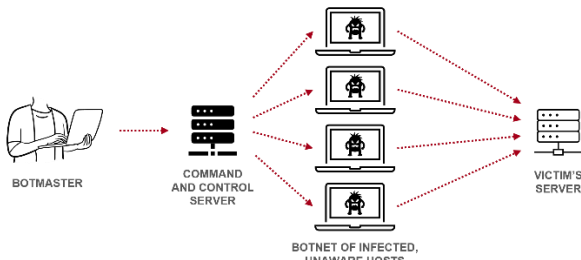 BOTMASTER
COMMAND
AND CONTROL
SERVER
BOTNET OF INFECTED,
UNAWARE HOSTS
VICTIM'S
SERVER